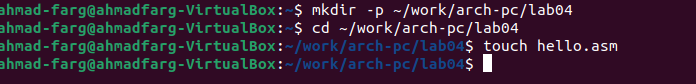 ahmad-farg@ahmadfarg-VirtualBox:~$ mkdir -p ~/work/arch-pc/lab04
ahmad-farg@ahmadfarg-VirtualBox:~$ cd ~/work/arch-pc/lab04
ahmad-farg@ahmadfarg-VirtualBox:~/work/arch-pc/lab04$ touch hello.asm
ahmad-farg@ahmadfarg-VirtualBox:~/work/arch-pc/lab04$